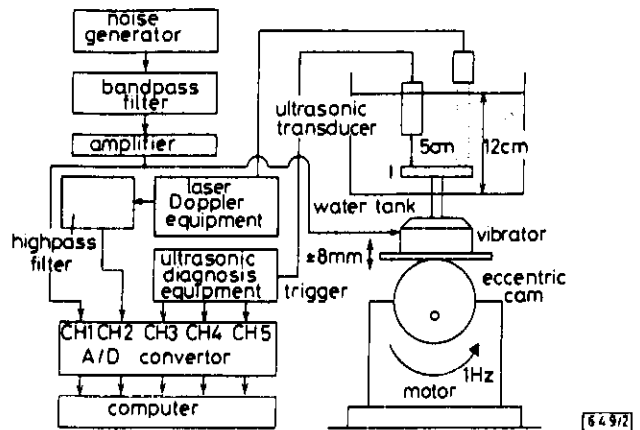 noise
generator
bandpass
filter
amplifier
ultrasonic
transducer
5cm
12cm
1
laser
Doppler
equipment
water tank
highpass
filter
vibrator
±8mm
ultrasonic
diagnosis
equipment
trigger
eccentric
cam
CH1 CH2 CH3 CH4 CH5
A/D convertor
1Hz
motor
computer
649/2